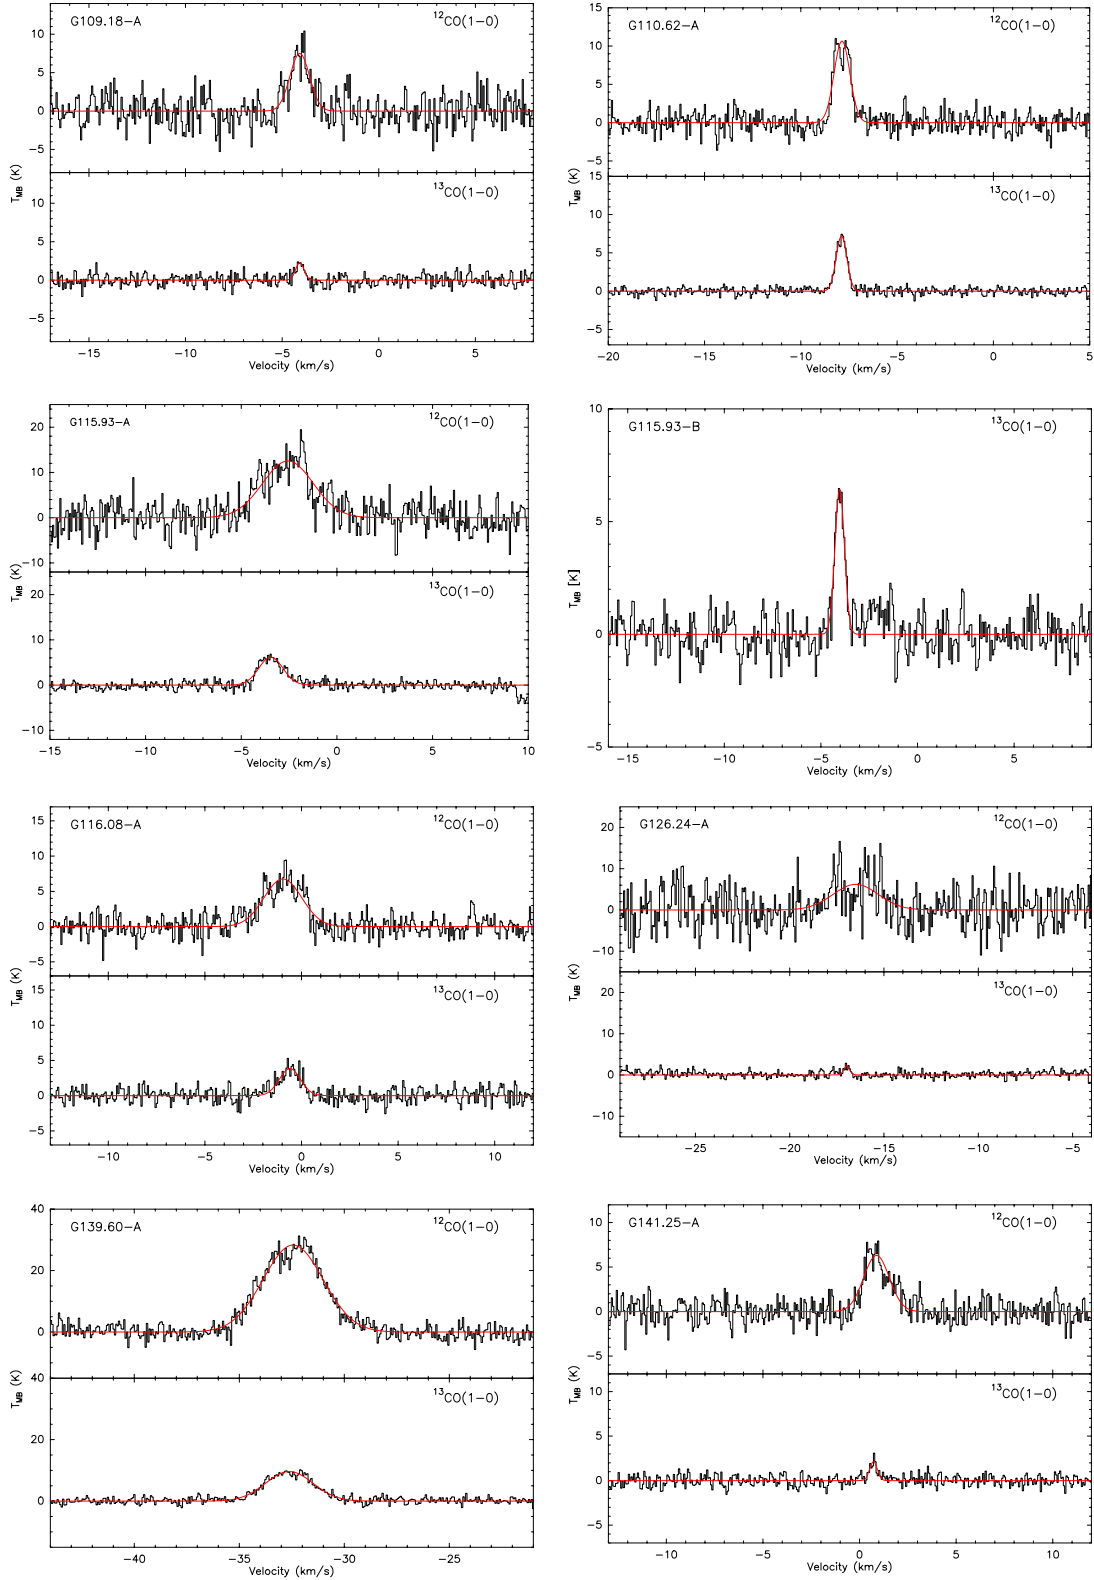 G109.18−A ¹²CO(1−0)
10
5
0
−5
T_MB (K)
¹³CO(1−0)
10
5
0
−5
−15 −10 −5 0 5
Velocity (km/s)
G110.62−A ¹²CO(1−0)
15
10
5
0
−5
T_MB (K)
15
¹³CO(1−0)
10
5
0
−5
−20 −15 −10 −5 0 5
Velocity (km/s)
G115.93−A ¹²CO(1−0)
20
10
0
−10
T_MB (K)
¹³CO(1−0)
20
10
0
−10
−15 −10 −5 0 5 10
Velocity (km/s)
10
G115.93−B ¹³CO(1−0)
5
T_MB [K]
0
−5
−15 −10 −5 0 5
Velocity (km/s)
G116.08−A ¹²CO(1−0)
15
10
5
0
−5
T_MB (K)
¹³CO(1−0)
15
10
5
0
−5
−10 −5 0 5 10
Velocity (km/s)
G126.24−A ¹²CO(1−0)
20
10
0
−10
T_MB (K)
¹³CO(1−0)
20
10
0
−10
−25 −20 −15 −10 −5
Velocity (km/s)
40
G139.60−A ¹²CO(1−0)
20
0
T_MB (K)
40
¹³CO(1−0)
20
0
−40 −35 −30 −25
Velocity (km/s)
G141.25−A ¹²CO(1−0)
10
5
0
−5
T_MB (K)
¹³CO(1−0)
10
5
0
−5
−10 −5 0 5 10
Velocity (km/s)